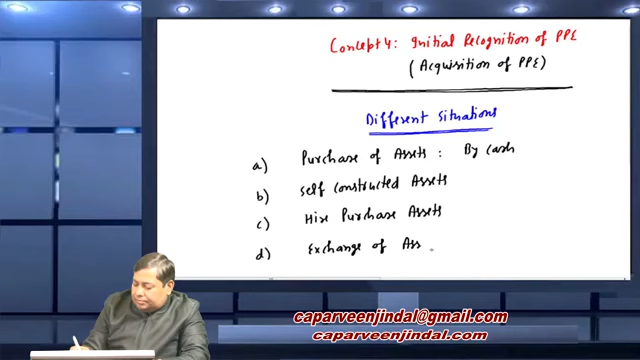 Concept 4: Initial Recognition of PPE
(Acquisition of PPE)
Different Situations
a) Purchase of Assets : By cash
b) Self constructed Assets
c) Hire Purchase Assets
d) Exchange of Ass
caparveenjindal@gmail.com
caparveenjindal.com